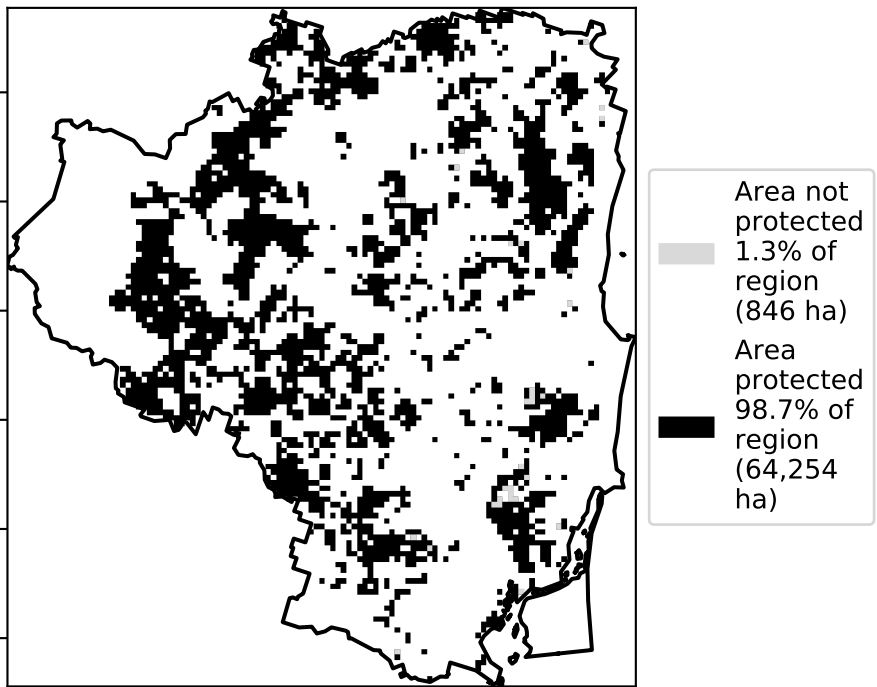 Area not
protected
1.3% of
region
(846 ha)
Area
protected
98.7% of
region
(64,254
ha)